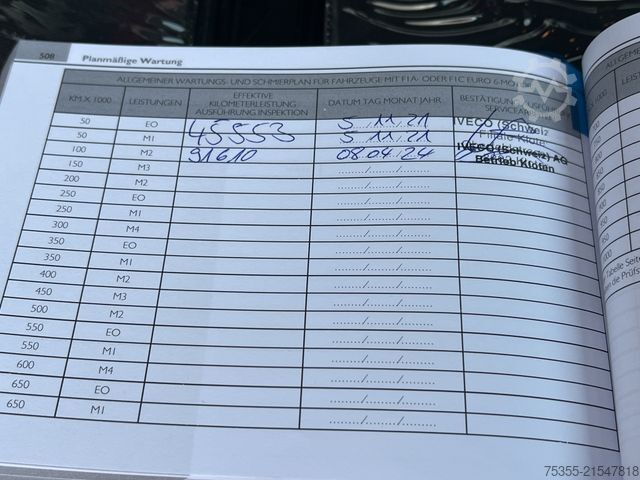 508 Planmäßige Wartung
ALLGEMEINER WARTUNGS- UND SCHMIERPLAN FÜR FAHRZEUGE MIT F1A- ODER F1C EURO 6-MOT
KM X 1000 LEISTUNGEN EFFEKTIVE KILOMETERLEISTUNG AUSFÜHRUNG INSPEKTION DATUM TAG MONAT JAHR
50 EO 45553 5 11 21 IVECO (Schweiz
50 M1 5 11 21 Filiale Klote
100 M2 91610 08.04.24 IVECO (Schweiz) AG
Betrieb Kloten
150 M3 ......../......../........
200 M2 ......../......../........
250 EO ......../......../........
250 M1 ......../......../........
300 M4 ......../......../........
350 EO ......../......../........
350 M1 ......../......../........
400 M2 ......../......../........
450 M3 ......../......../........
500 M2 ......../......../........
550 EO ......../......../........
550 M1 ......../......../........
600 M4 ......../......../........
650 EO ......../......../........
650 M1 ......../......../........
Tabelle Seite
75355-21547818